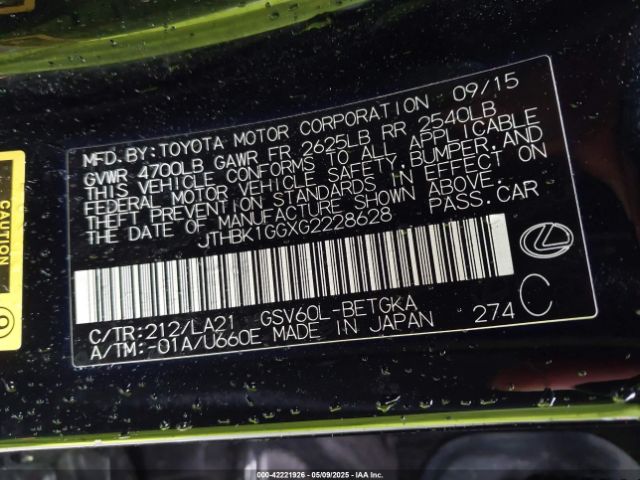 MFD.BY:TOYOTA MOTOR CORPORATION 09/15
GVWR 4700LB GAWR FR 2625LB RR 2540LB
THIS VEHICLE CONFORMS TO ALL APPLICABLE
FEDERAL MOTOR VEHICLE SAFETY,BUMPER,AND
THEFT PREVENTION STANDARDS IN EFFECT
ON THE DATE OF MANUFACTURE SHOWN ABOVE.
JTHBK1GGXG2228628 PASS.CAR
C/TR:212/LA21 GSV60L-BETGKA
A/TM:-01A/U660E MADE IN JAPAN 274 C
CAUTION
000-42221926 - 05/09/2025 - IAAI, Inc.